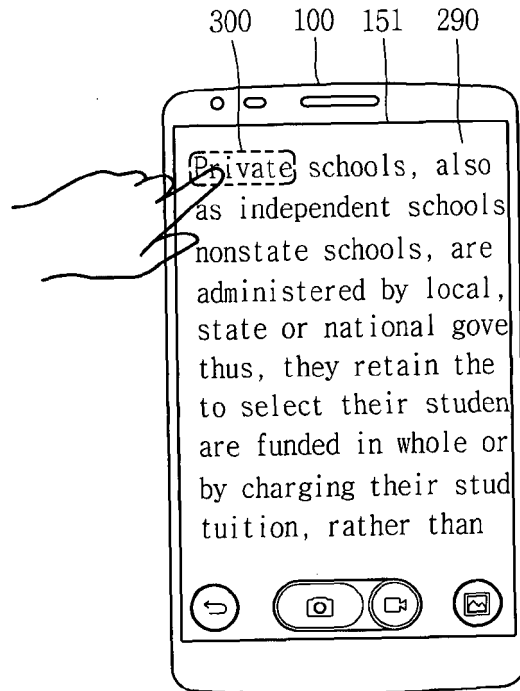 300 100 151 290
Private schools, also
as independent schools
nonstate schools, are
administered by local,
state or national gove
thus, they retain the
to select their studen
are funded in whole or
by charging their stud
tuition, rather than